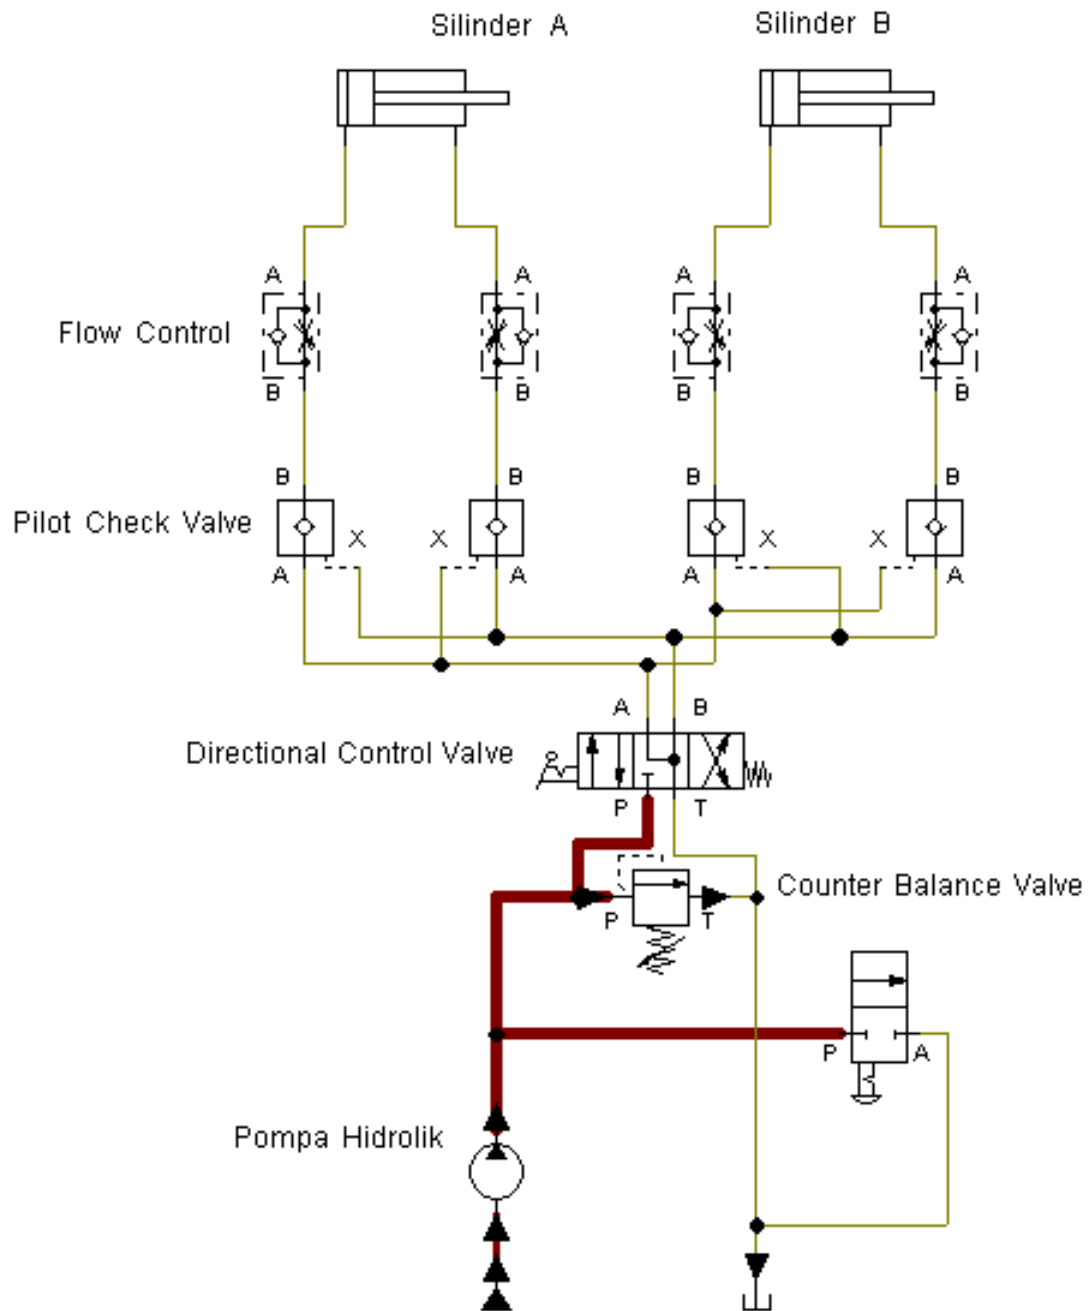 Silinder A
Silinder B
A
A
A
A
Flow Control
B
B
B
B
B
B
B
B
Pilot Check Valve
X
X
X
X
A
A
A
A
A
B
Directional Control Valve
P
T
Counter Balance Valve
P
T
P
A
Pompa Hidrolik